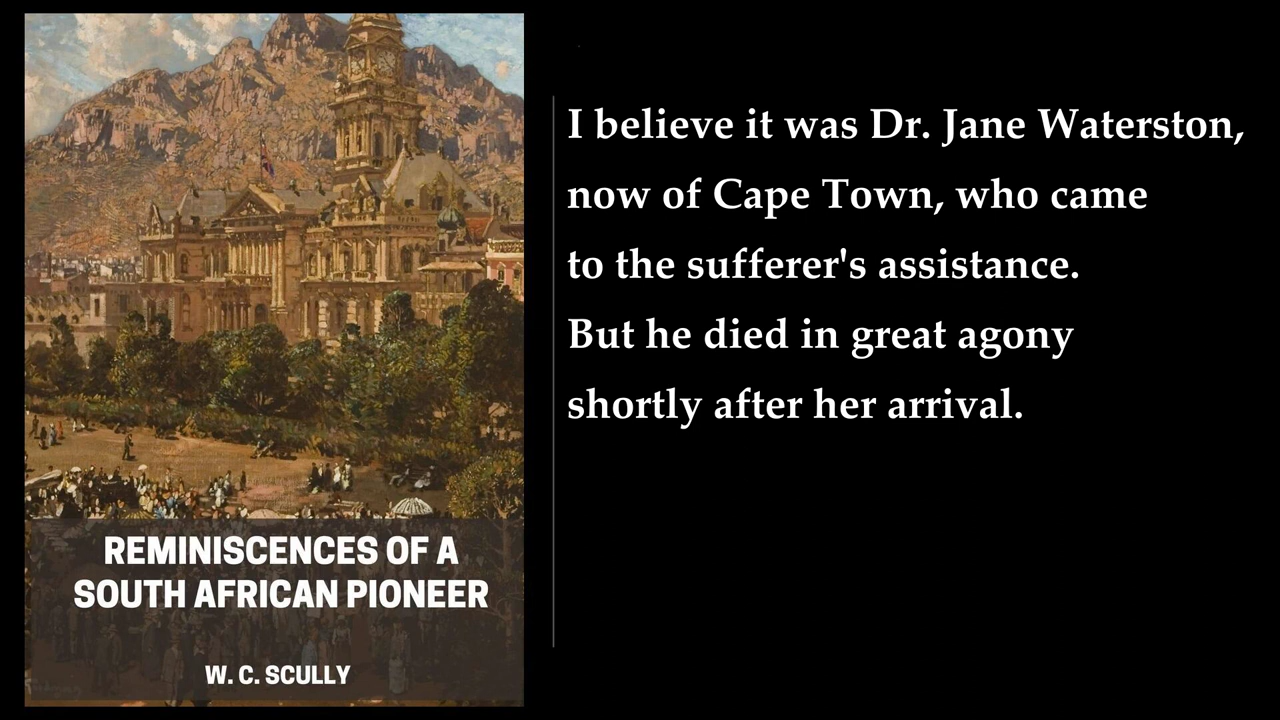 I believe it was Dr. Jane Waterston,
now of Cape Town, who came
to the sufferer's assistance.
But he died in great agony
shortly after her arrival.
REMINISCENCES OF A
SOUTH AFRICAN PIONEER
W. C. SCULLY